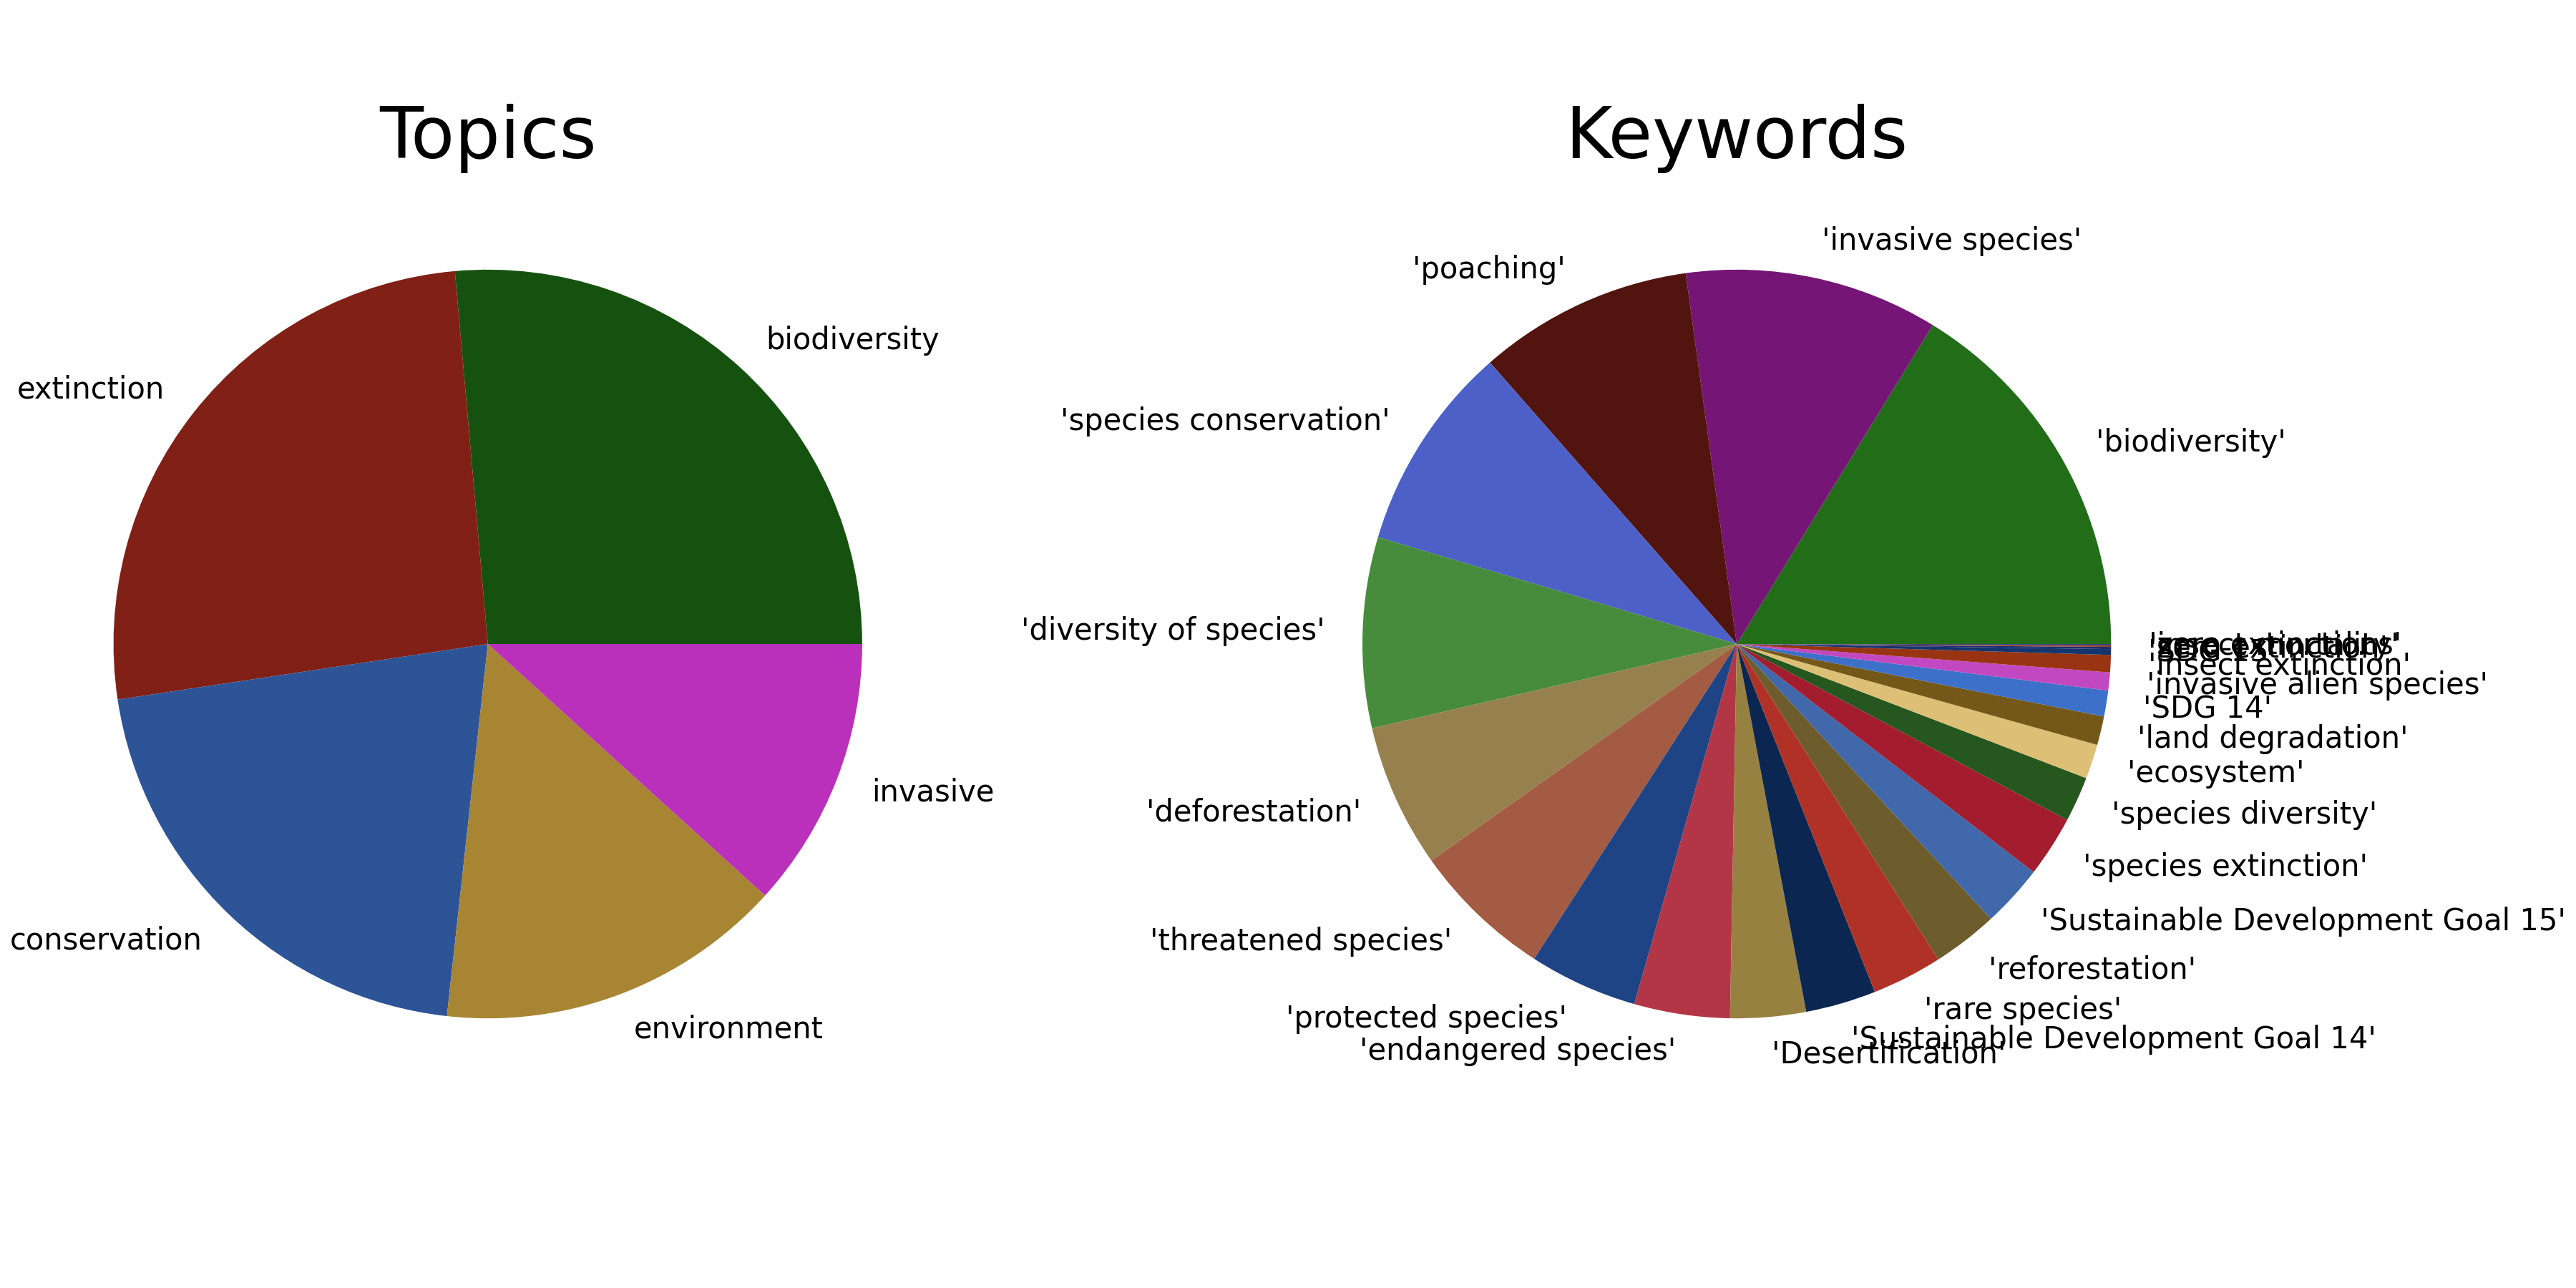 Topics
biodiversity
extinction
conservation
environment
invasive
Keywords
'invasive species'
'poaching'
'biodiversity'
'species conservation'
'diversity of species'
'deforestation'
'threatened species'
'protected species'
'endangered species'
'Desertification'
'Sustainable Development Goal 14'
'rare species'
'reforestation'
'Sustainable Development Goal 15'
'species extinction'
'species diversity'
'ecosystem'
'land degradation'
'SDG 14'
'invasive alien species'
'insect extinction'